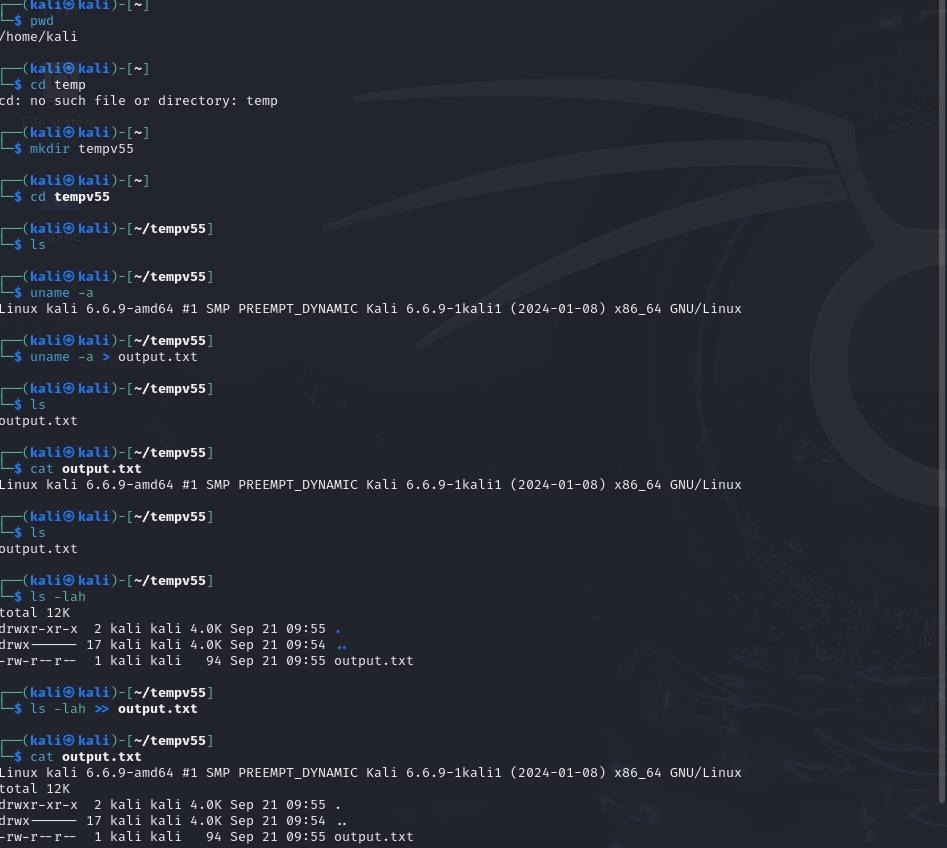 ┌──(kali㉿kali)-[~]
└─$ pwd
/home/kali
┌──(kali㉿kali)-[~]
└─$ cd temp
cd: no such file or directory: temp
File System
┌──(kali㉿kali)-[~]
└─$ mkdir tempv55
┌──(kali㉿kali)-[~]
└─$ cd tempv55
┌──(kali㉿kali)-[~/tempv55]
Home
└─$ ls
┌──(kali㉿kali)-[~/tempv55]
└─$ uname -a
Linux kali 6.6.9-amd64 #1 SMP PREEMPT_DYNAMIC Kali 6.6.9-1kali1 (2024-01-08) x86_64 GNU/Linux
┌──(kali㉿kali)-[~/tempv55]
└─$ uname -a > output.txt
┌──(kali㉿kali)-[~/tempv55]
└─$ ls
output.txt
┌──(kali㉿kali)-[~/tempv55]
└─$ cat output.txt
Linux kali 6.6.9-amd64 #1 SMP PREEMPT_DYNAMIC Kali 6.6.9-1kali1 (2024-01-08) x86_64 GNU/Linux
┌──(kali㉿kali)-[~/tempv55]
└─$ ls
output.txt
┌──(kali㉿kali)-[~/tempv55]
└─$ ls -lah
total 12K
drwxr-xr-x  2 kali kali 4.0K Sep 21 09:55 .
drwx------ 17 kali kali 4.0K Sep 21 09:54 ..
-rw-r--r--  1 kali kali   94 Sep 21 09:55 output.txt
┌──(kali㉿kali)-[~/tempv55]
└─$ ls -lah >> output.txt
┌──(kali㉿kali)-[~/tempv55]
└─$ cat output.txt
Linux kali 6.6.9-amd64 #1 SMP PREEMPT_DYNAMIC Kali 6.6.9-1kali1 (2024-01-08) x86_64 GNU/Linux
total 12K
drwxr-xr-x  2 kali kali 4.0K Sep 21 09:55 .
drwx------ 17 kali kali 4.0K Sep 21 09:54 ..
-rw-r--r--  1 kali kali   94 Sep 21 09:55 output.txt